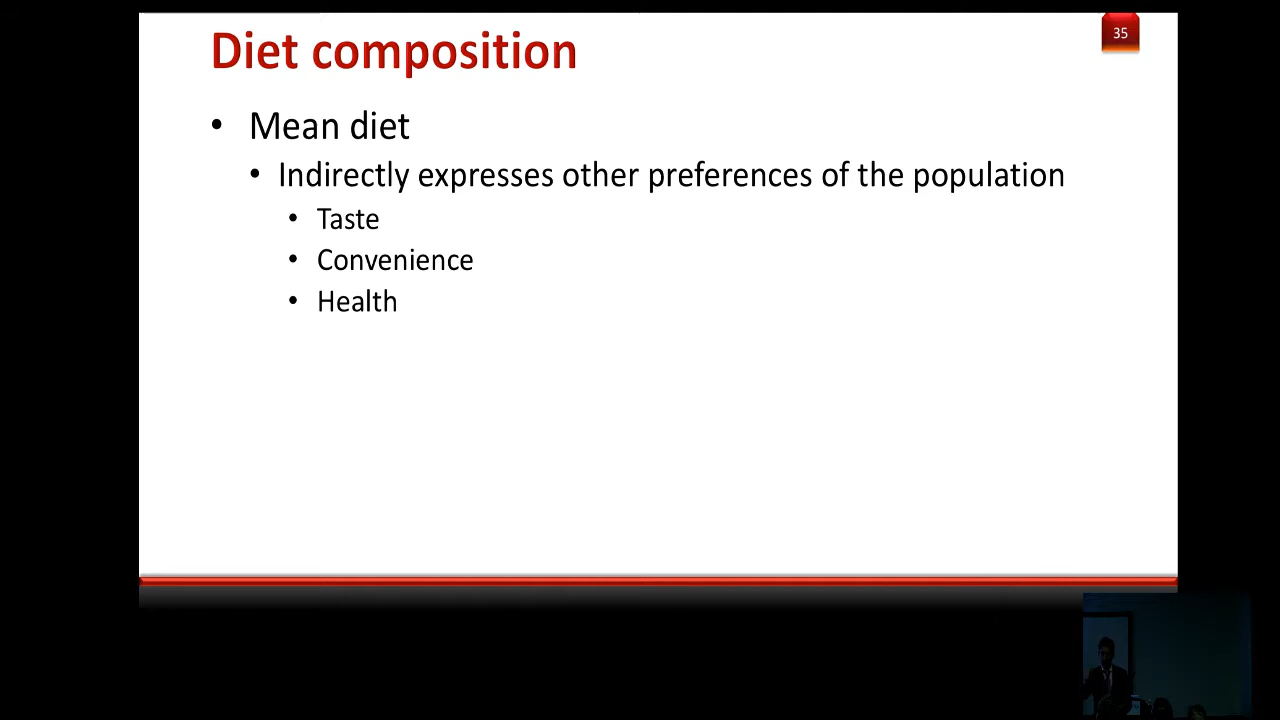 Diet composition
35
• Mean diet
• Indirectly expresses other preferences of the population
• Taste
• Convenience
• Health